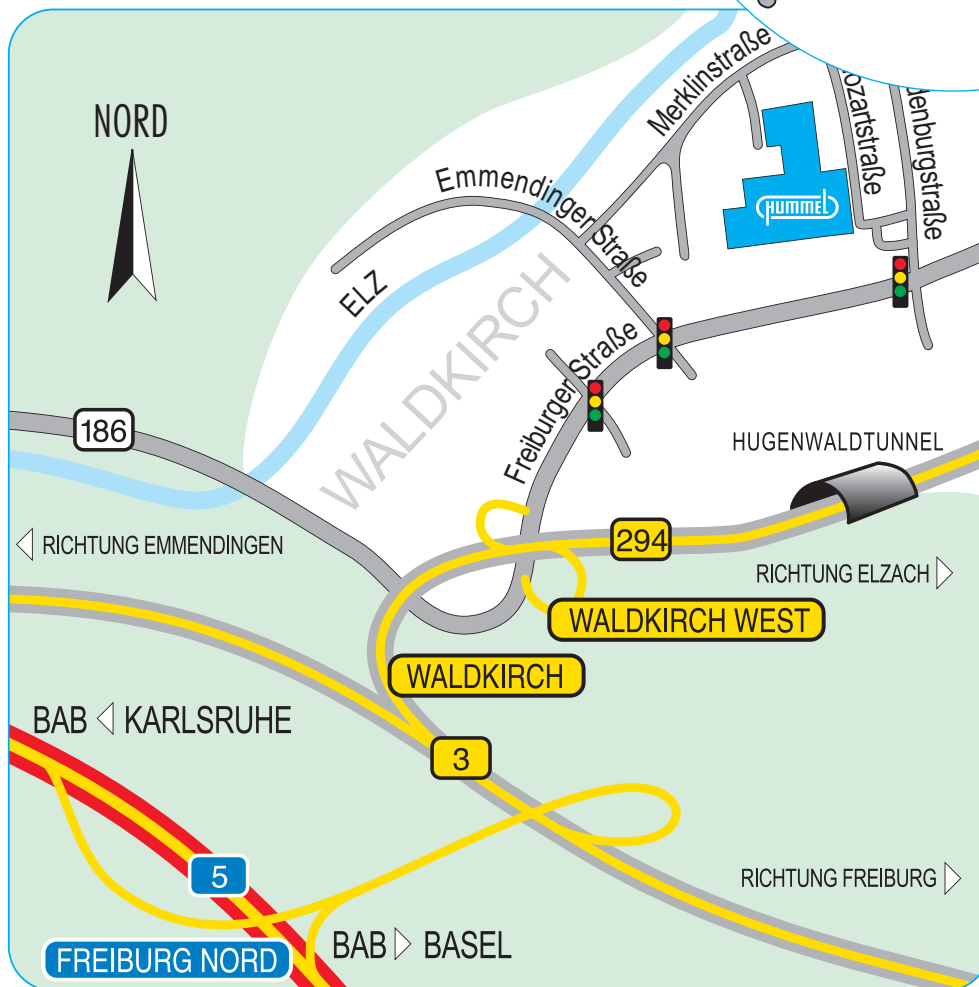 NORD
Merklinstraße
ozartstraße
denburgstraße
HUMMEL
Emmendinger Straße
ELZ
WALDKIRCH
Freiburger Straße
186
HUGENWALDTUNNEL
294
RICHTUNG EMMENDINGEN
RICHTUNG ELZACH
WALDKIRCH WEST
WALDKIRCH
BAB KARLSRUHE
3
5
RICHTUNG FREIBURG
BAB BASEL
FREIBURG NORD